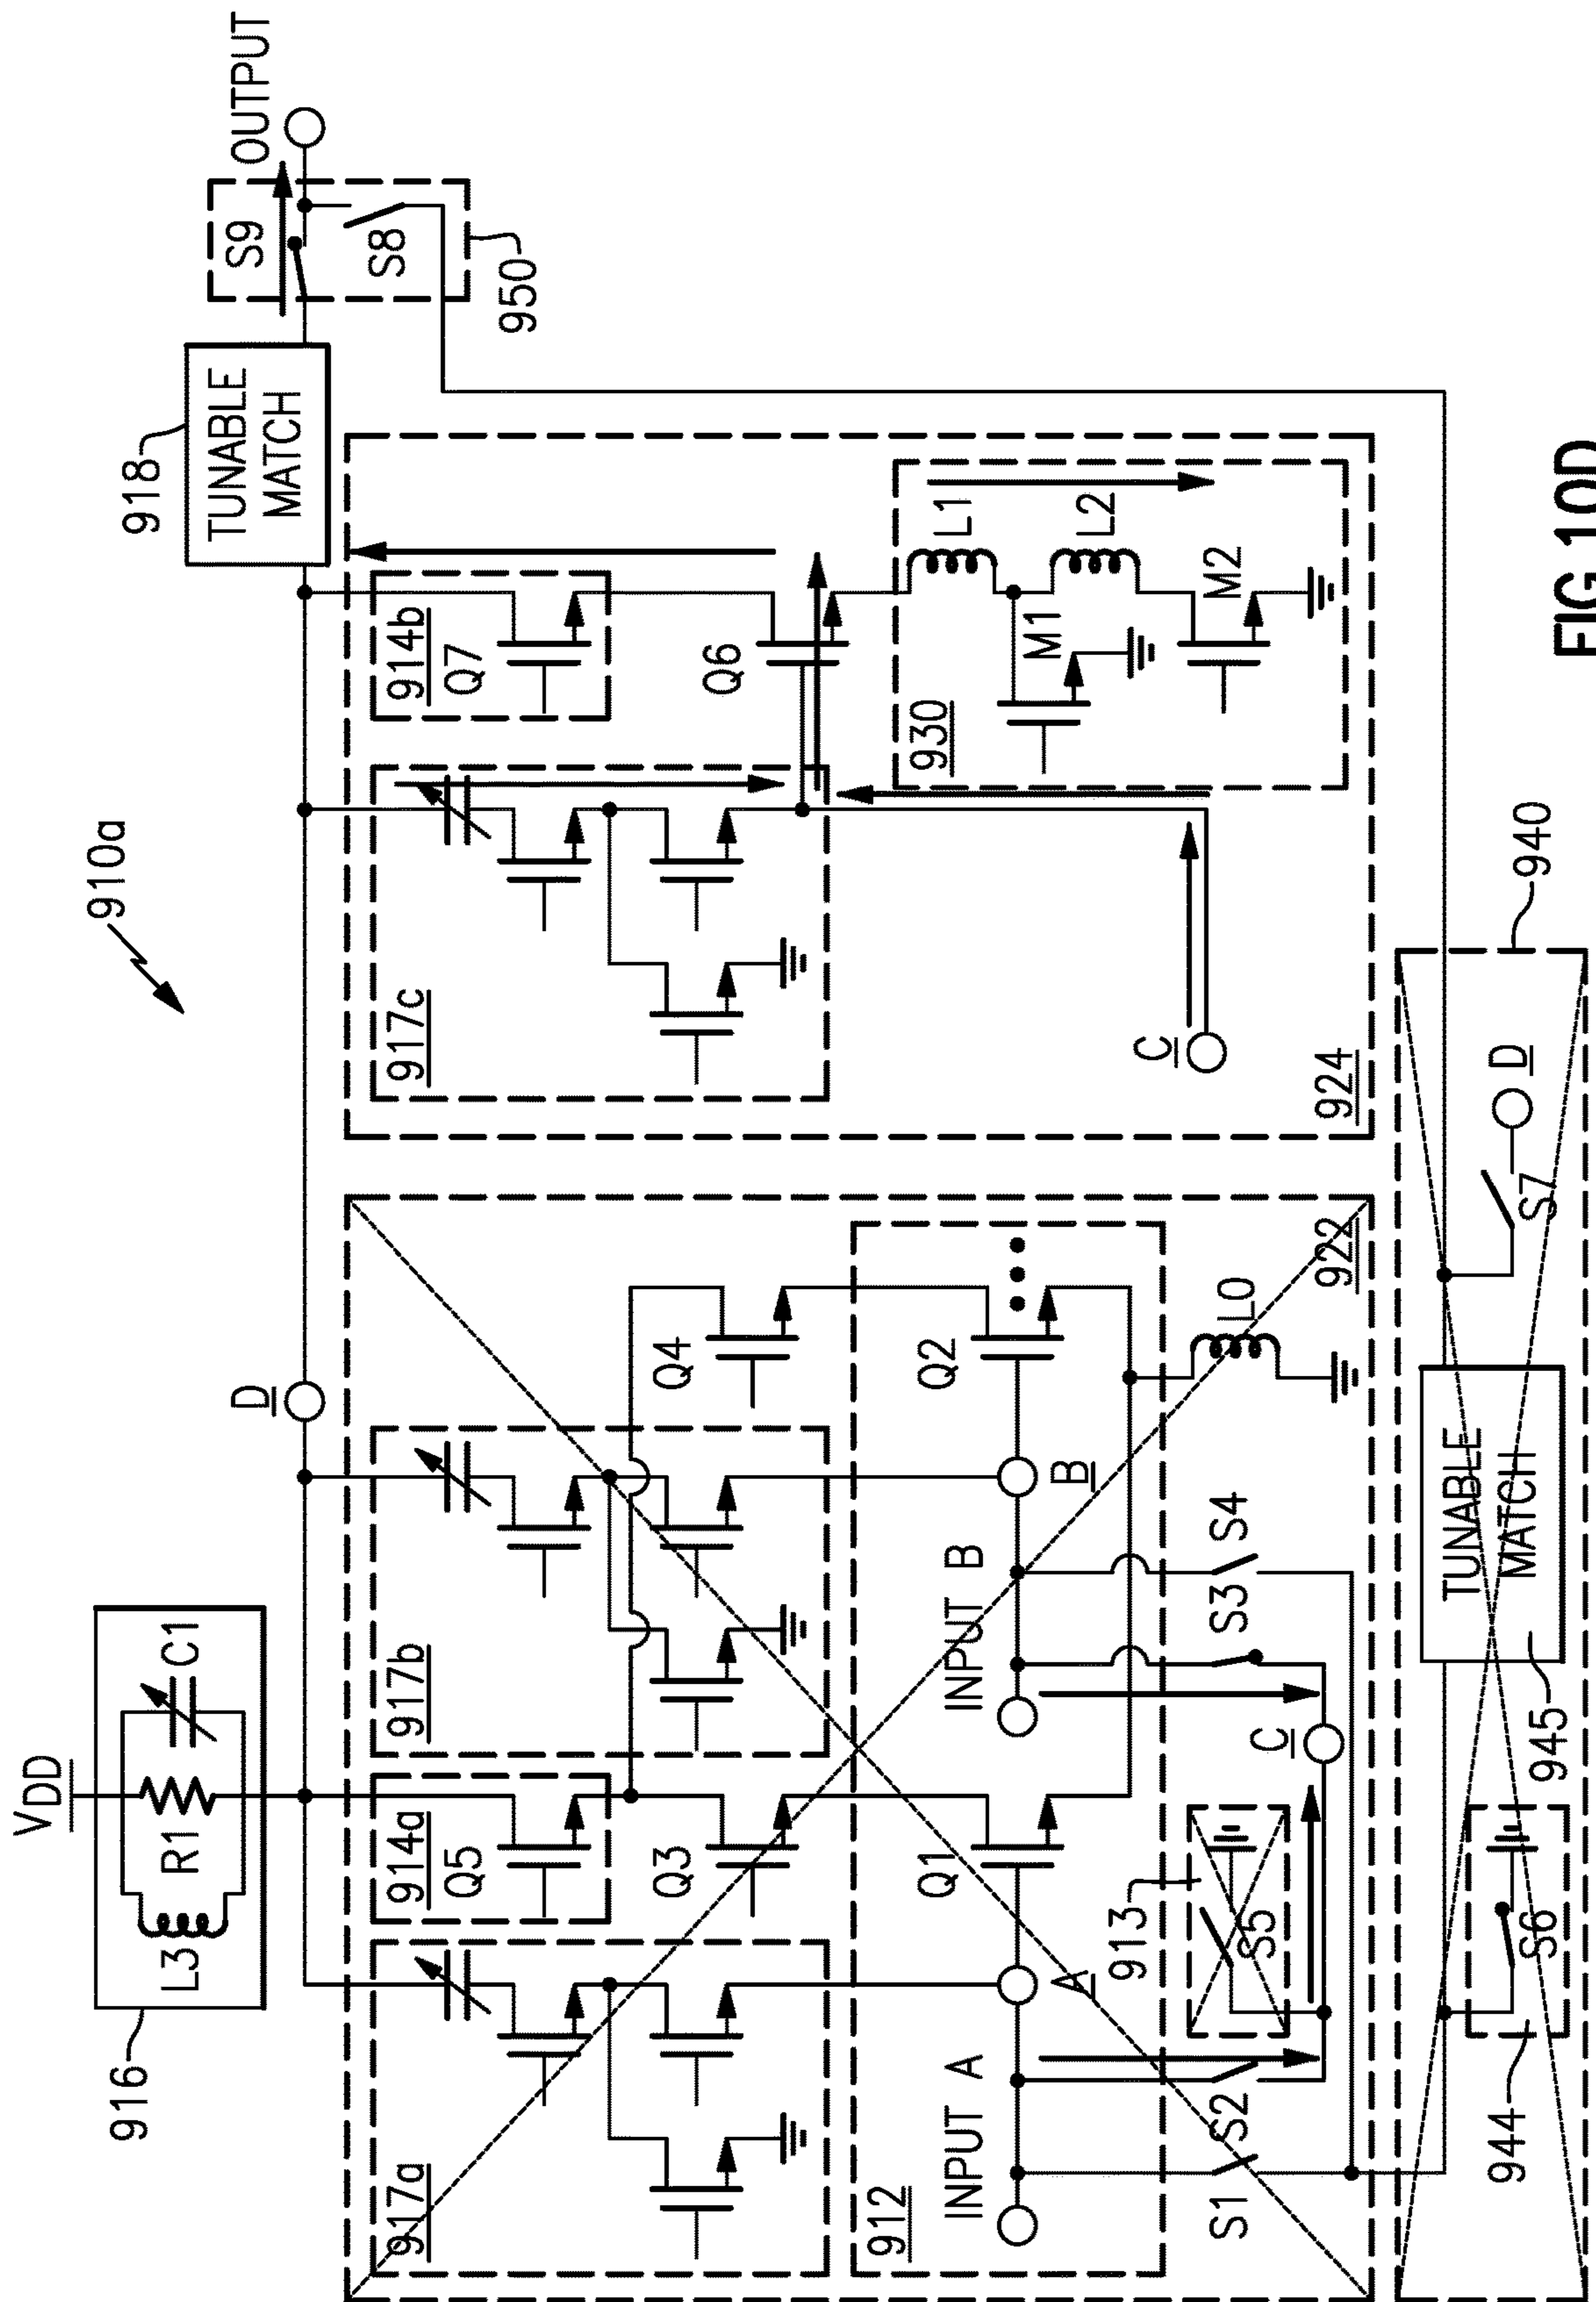 910a
VDD
916
L3
R1
C1
D
918
TUNABLE
MATCH
S9
S8
950
OUTPUT
917a
914a
Q5
917b
Q3
Q4
917c
914b
Q7
Q6
912
INPUT A
A
Q1
INPUT B
B
Q2
930
M1
L1
L2
M2
S1
S2
913
S5
C
S3
S4
L0
922
C
924
944
S6
945
TUNABLE
MATCH
S7
D
940
FIG.10D